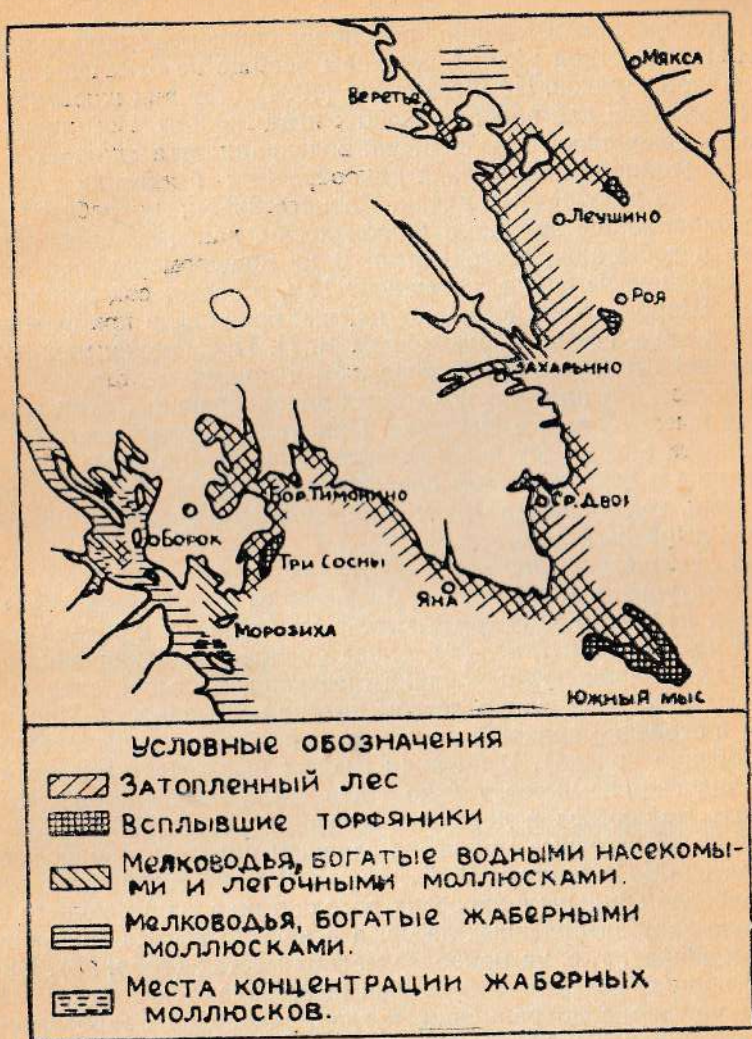 Мякса
Веретье
Леушино
Роя
Захарьино
Бор.Тимонино
Ср.Двор
Борок
Три Сосны
Яна
Морозиха
Южный мыс
Условные обозначения
Затопленный лес
Всплывшие торфяники
Мелководья, богатые водными насекомы-
ми и легочными моллюсками.
Мелководья, богатые жаберными
моллюсками.
Места концентрации жаберных
моллюсков.